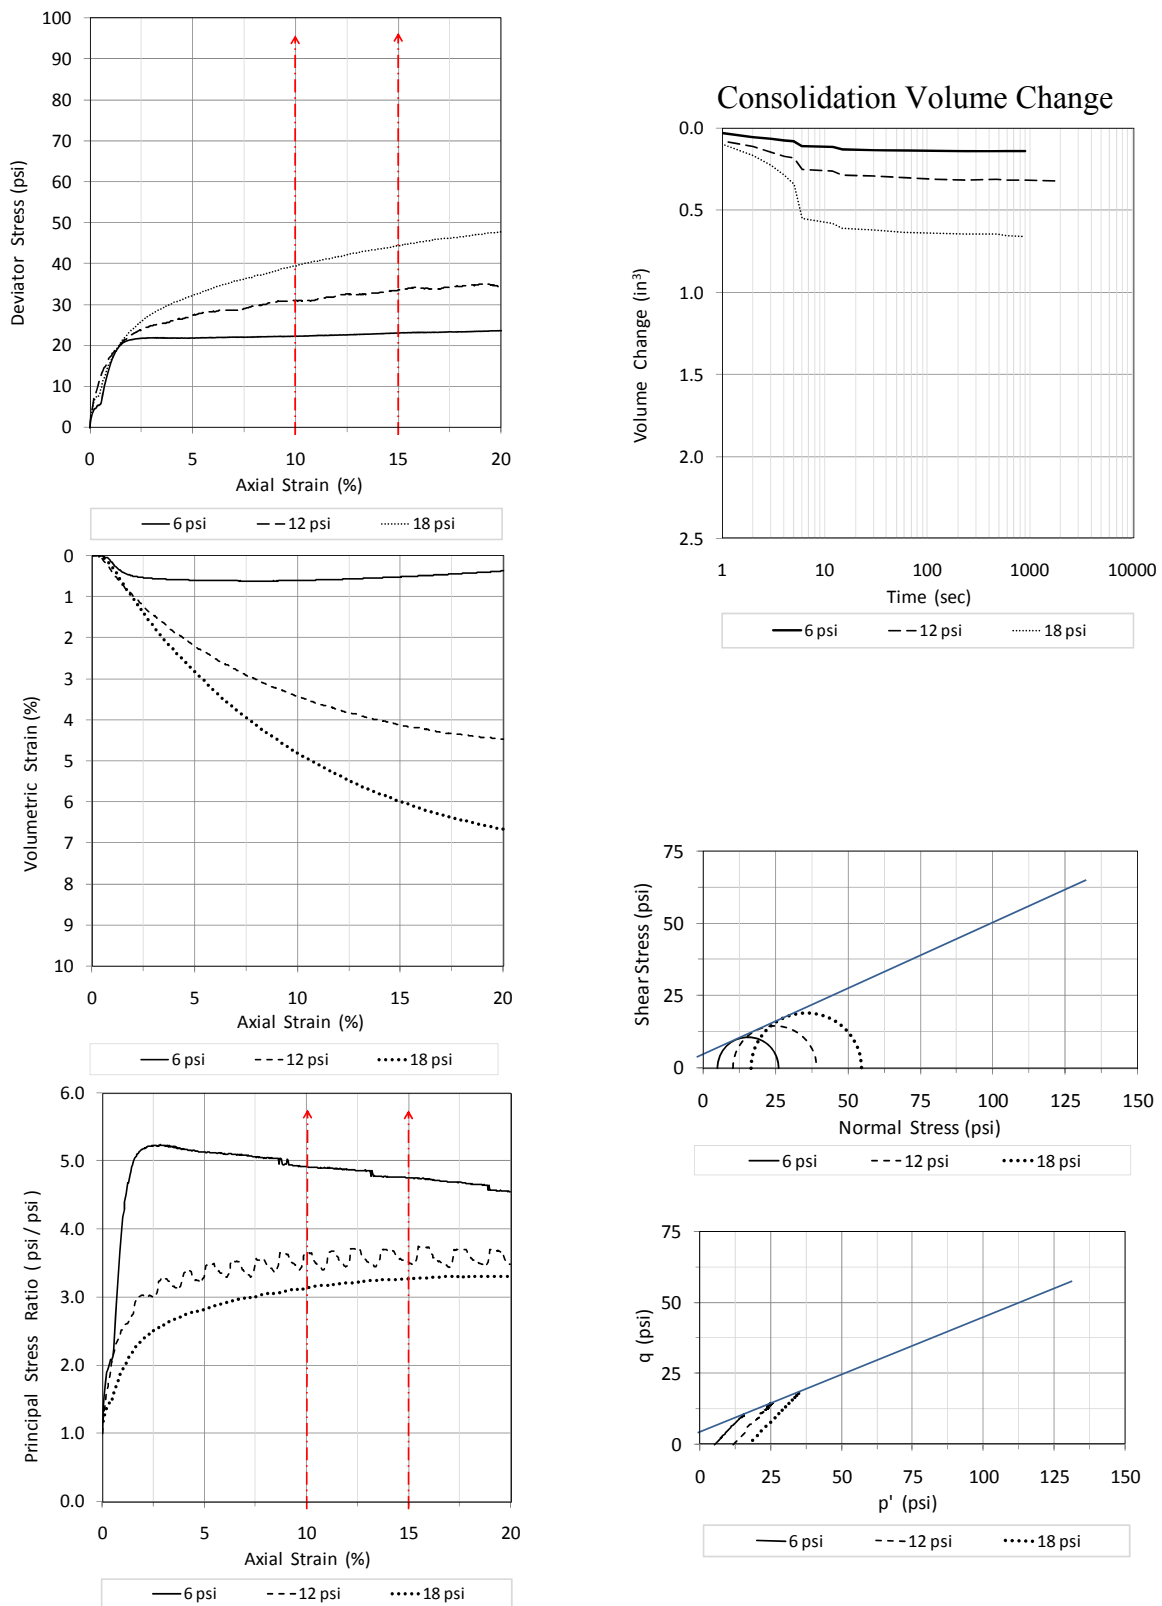 100
90
80
70
60
50
40
30
20
10
0
Deviator Stress (psi)
0 5 10 15 20
Axial Strain (%)
6 psi 12 psi 18 psi
0
1
2
3
4
5
6
7
8
9
10
Volumetric Strain (%)
0 5 10 15 20
Axial Strain (%)
6 psi 12 psi 18 psi
6.0
5.0
4.0
3.0
2.0
1.0
0.0
Principal Stress Ratio (psi / psi)
0 5 10 15 20
Axial Strain (%)
6 psi 12 psi 18 psi
Consolidation Volume Change
0.0
0.5
1.0
1.5
2.0
2.5
Volume Change (in³)
1 10 100 1000 10000
Time (sec)
6 psi 12 psi 18 psi
75
50
25
0
Shear Stress (psi)
0 25 50 75 100 125 150
Normal Stress (psi)
6 psi 12 psi 18 psi
75
50
25
0
q (psi)
0 25 50 75 100 125 150
p' (psi)
6 psi 12 psi 18 psi